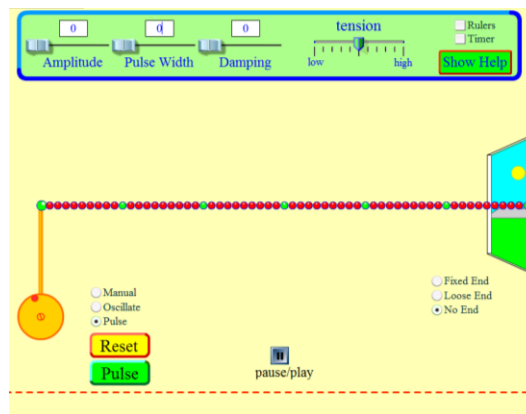 0
0
0
Amplitude
Pulse Width
Damping
tension
low
high
Rulers
Timer
Show Help
Manual
Oscillate
Pulse
Fixed End
Loose End
No End
Reset
Pulse
pause/play